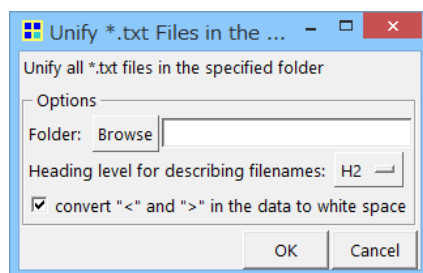 Unify *.txt Files in the ...
Unify all *.txt files in the specified folder
Options
Folder: Browse
Heading level for describing filenames: H2
convert "<" and ">" in the data to white space
OK Cancel